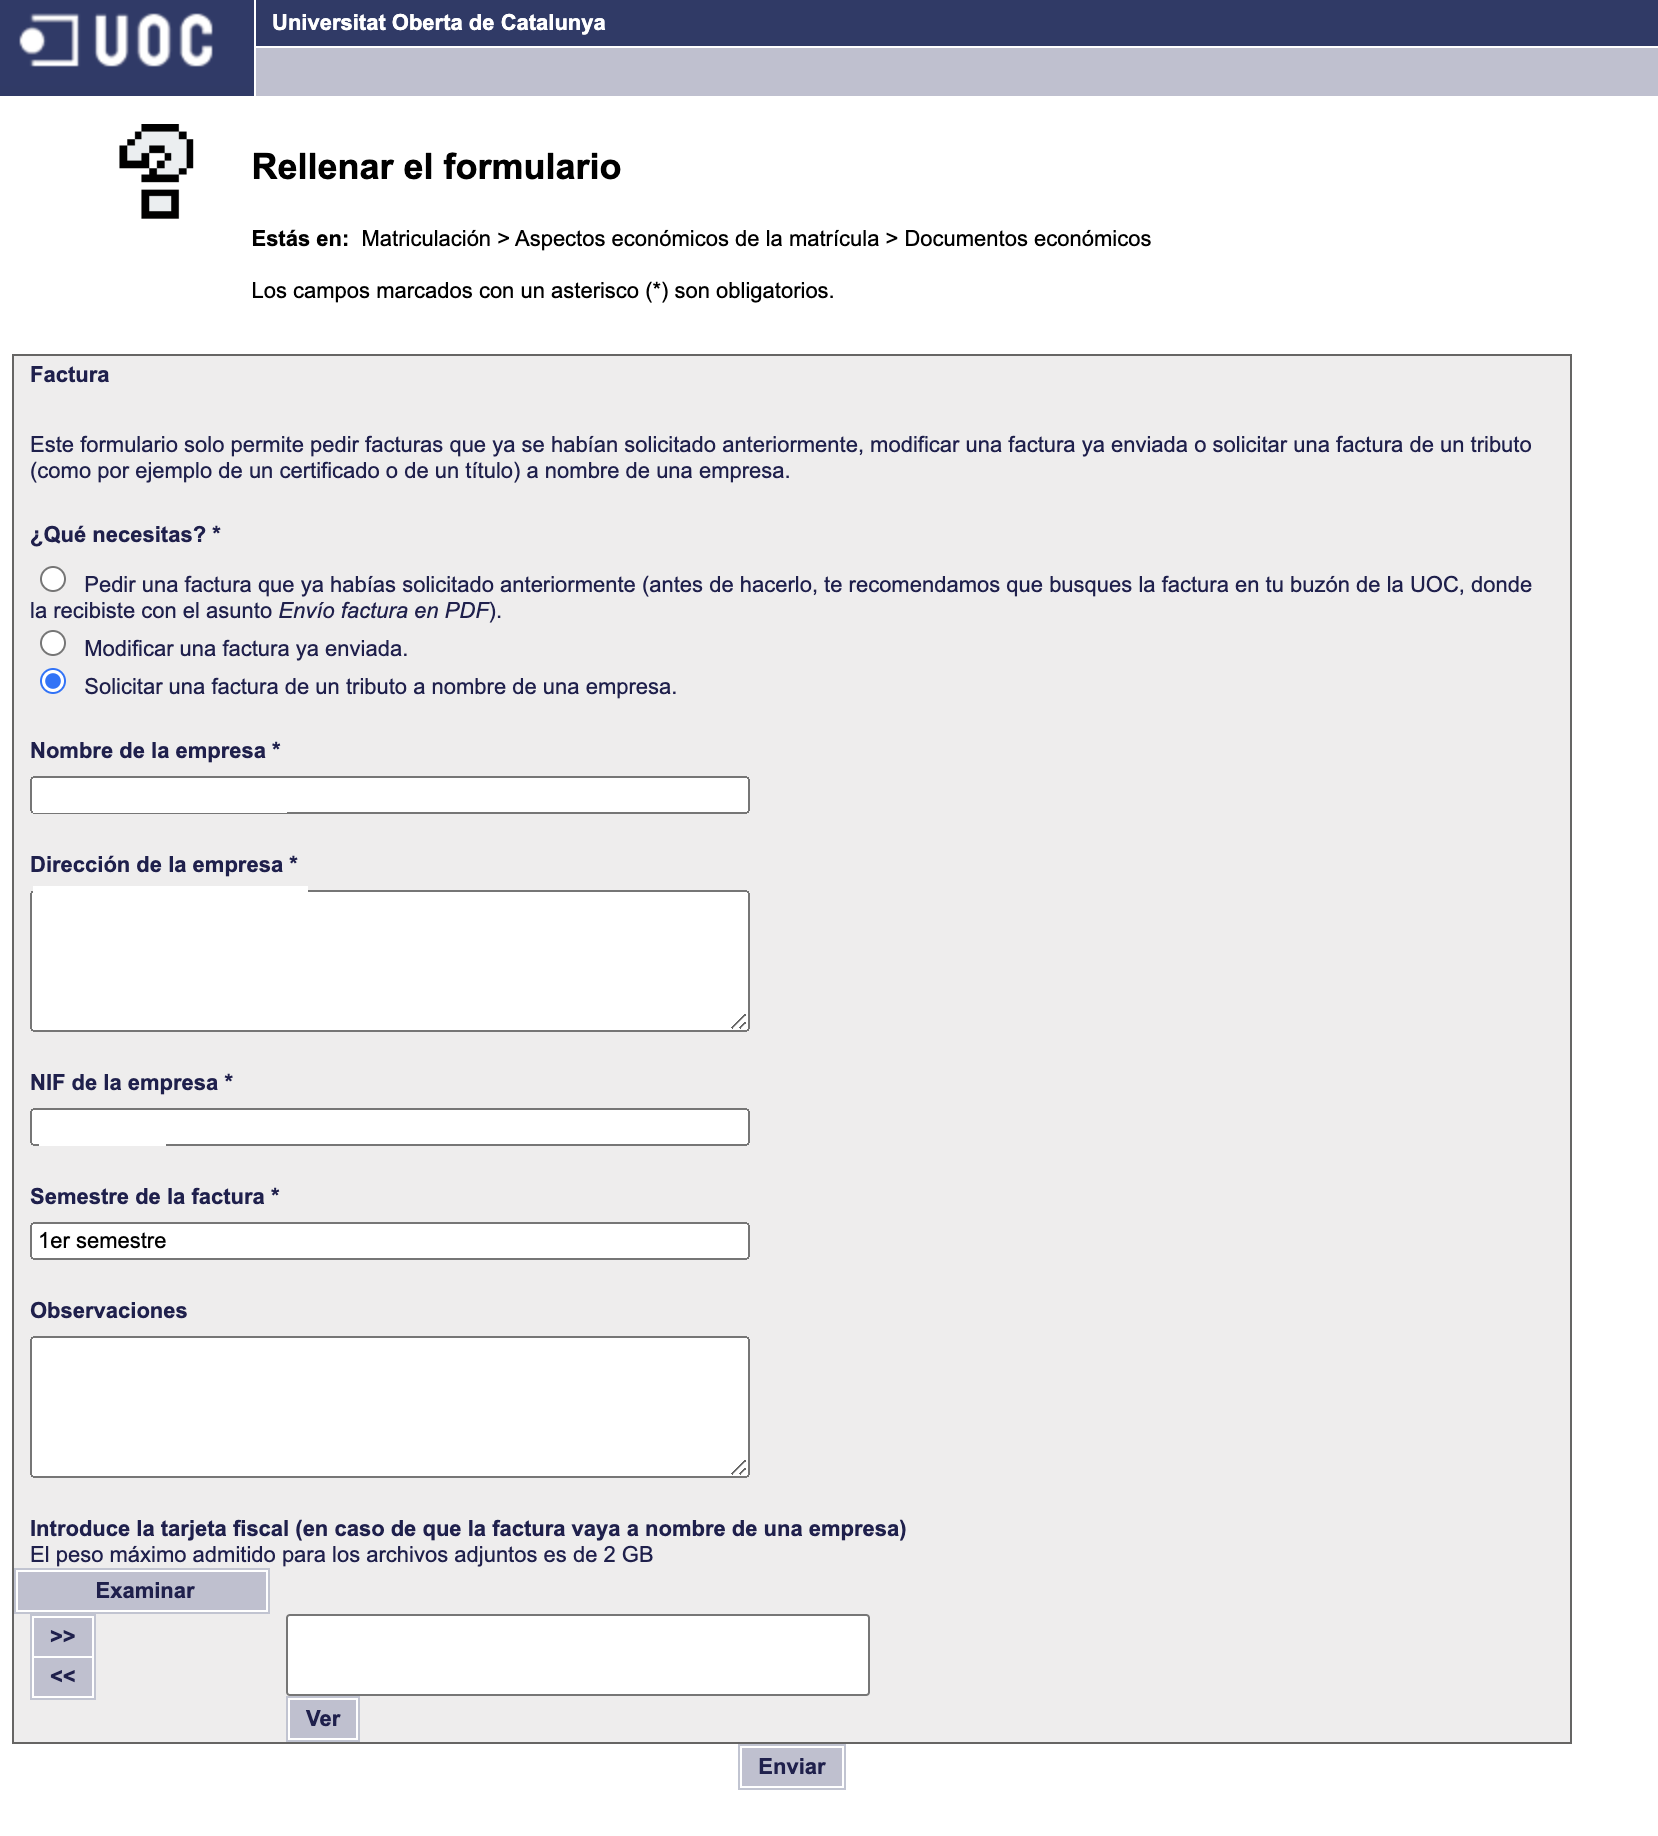 UOC
Universitat Oberta de Catalunya
Rellenar el formulario
Estás en: Matriculación > Aspectos económicos de la matrícula > Documentos económicos
Los campos marcados con un asterisco (*) son obligatorios.
Factura
Este formulario solo permite pedir facturas que ya se habían solicitado anteriormente, modificar una factura ya enviada o solicitar una factura de un tributo
(como por ejemplo de un certificado o de un título) a nombre de una empresa.
¿Qué necesitas? *
Pedir una factura que ya habías solicitado anteriormente (antes de hacerlo, te recomendamos que busques la factura en tu buzón de la UOC, donde
la recibiste con el asunto Envío factura en PDF).
Modificar una factura ya enviada.
Solicitar una factura de un tributo a nombre de una empresa.
Nombre de la empresa *
Dirección de la empresa *
NIF de la empresa *
Semestre de la factura *
1er semestre
Observaciones
Introduce la tarjeta fiscal (en caso de que la factura vaya a nombre de una empresa)
El peso máximo admitido para los archivos adjuntos es de 2 GB
Examinar
>>
<<
Ver
Enviar